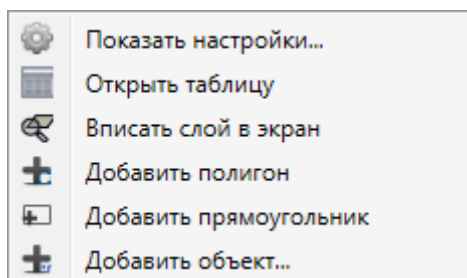 Показать настройки...
Открыть таблицу
Вписать слой в экран
Добавить полигон
Добавить прямоугольник
Добавить объект...